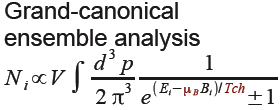 Grand-canonical
ensemble analysis
N_i ∝ V ∫ d³p / 2π³ 1 / e^{(E_i−μ_B B_i)/Tch} ± 1